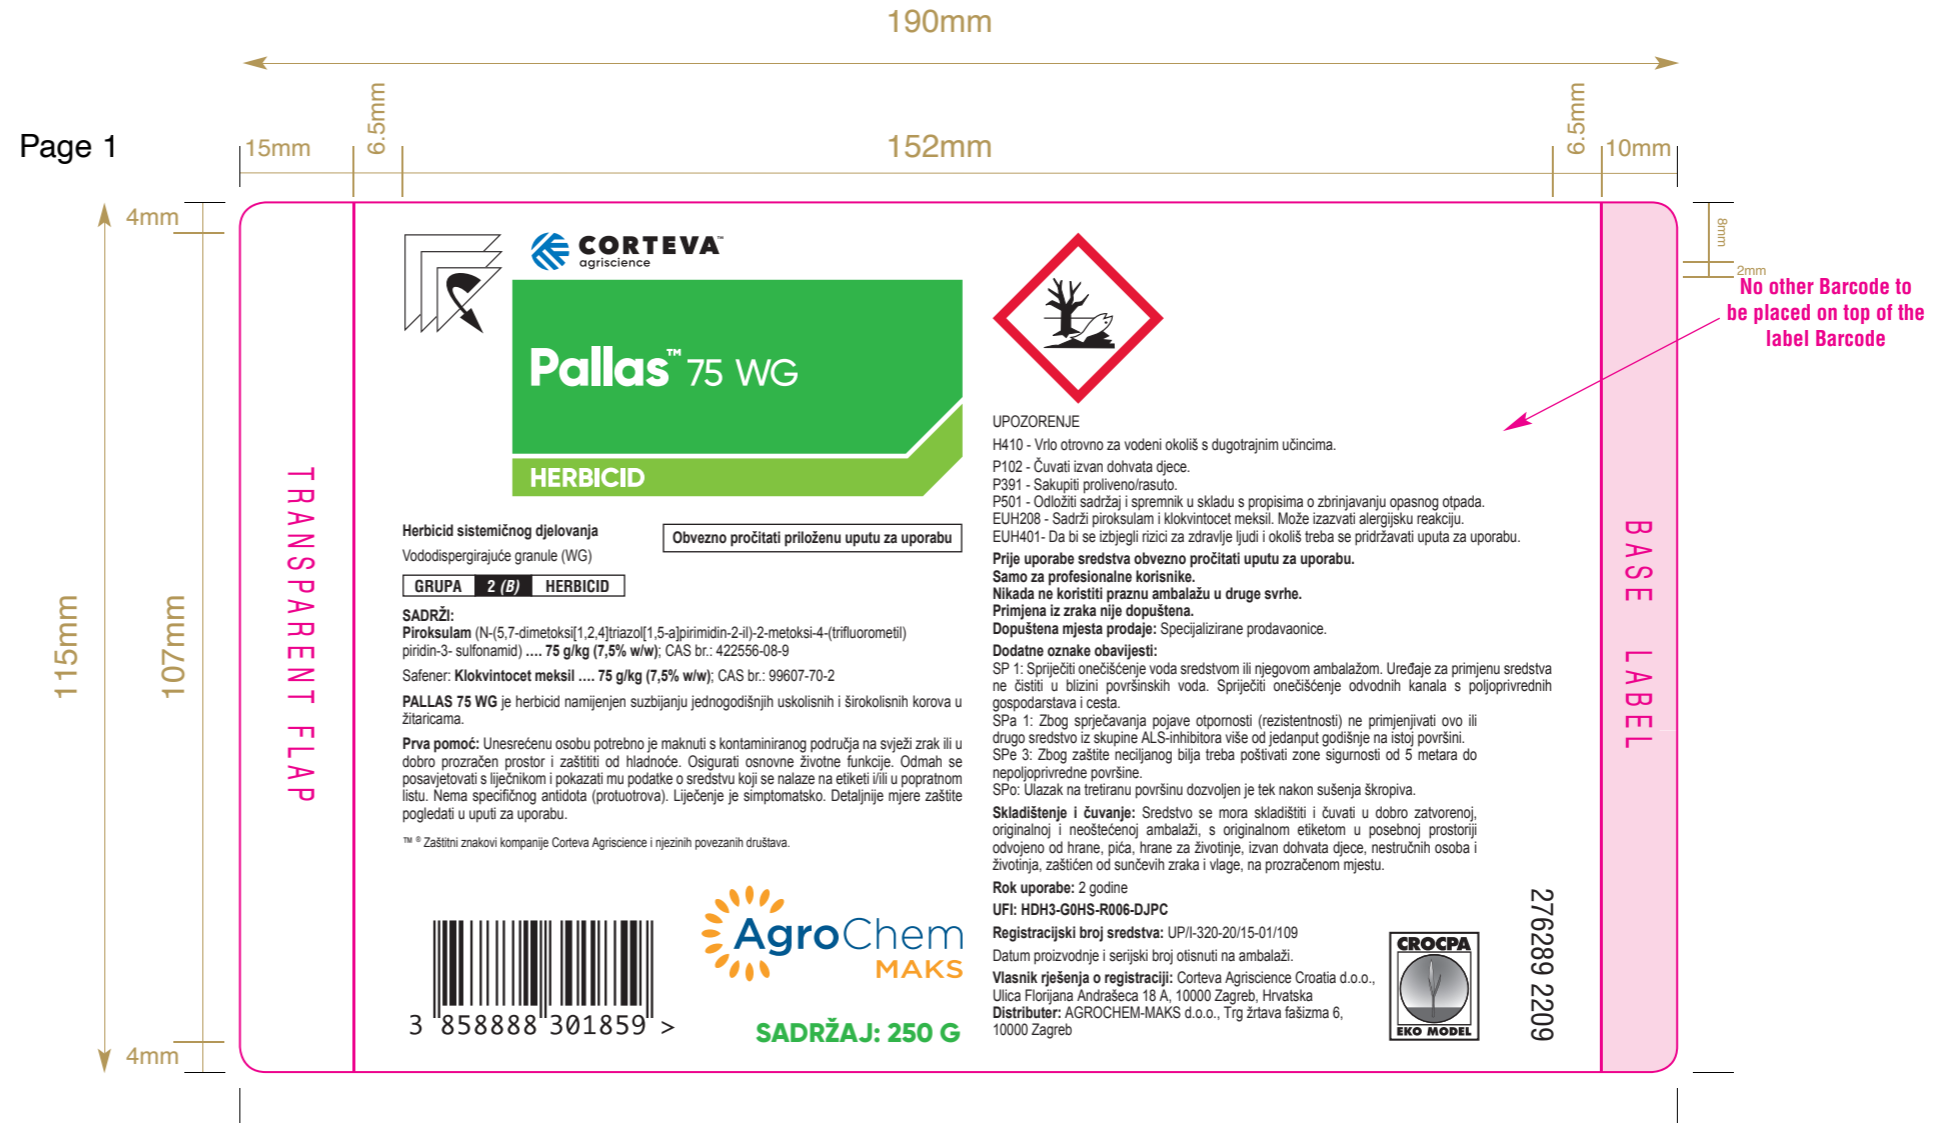 190mm
Page 1
15mm
6.5mm
152mm
6.5mm
10mm
4mm
115mm
107mm
4mm
8mm
2mm
No other Barcode to
be placed on top of the
label Barcode
TRANSPARENT FLAP
CORTEVA™
agriscience
Pallas™ 75 WG
HERBICID
Herbicid sistemičnog djelovanja
Vododispergirajuće granule (WG)
Obvezno pročitati priloženu uputu za uporabu
GRUPA 2 (B) HERBICID
SADRŽI:
Piroksulam (N-(5,7-dimetoksi[1,2,4]triazol[1,5-a]pirimidin-2-il)-2-metoksi-4-(trifluorometil)
piridin-3- sulfonamid) .... 75 g/kg (7,5% w/w); CAS br.: 422556-08-9
Safener: Klokvintocet meksil .... 75 g/kg (7,5% w/w); CAS br.: 99607-70-2
PALLAS 75 WG je herbicid namijenjen suzbijanju jednogodišnjih uskolisnih i širokolisnih korova u
žitaricama.
Prva pomoć: Unesrećenu osobu potrebno je maknuti s kontaminiranog područja na svježi zrak ili u
dobro prozračen prostor i zaštititi od hladnoće. Osigurati osnovne životne funkcije. Odmah se
posavjetovati s liječnikom i pokazati mu podatke o sredstvu koji se nalaze na etiketi i/ili u popratnom
listu. Nema specifičnog antidota (protuotrova). Liječenje je simptomatsko. Detaljnije mjere zaštite
pogledati u uputi za uporabu.
™ ® Zaštitni znakovi kompanije Corteva Agriscience i njezinih povezanih društava.
3 858888 301859 >
AgroChem
MAKS
SADRŽAJ: 250 G
UPOZORENJE
H410 - Vrlo otrovno za vodeni okoliš s dugotrajnim učincima.
P102 - Čuvati izvan dohvata djece.
P391 - Sakupiti proliveno/rasuto.
P501 - Odložiti sadržaj i spremnik u skladu s propisima o zbrinjavanju opasnog otpada.
EUH208 - Sadrži piroksulam i klokvintocet meksil. Može izazvati alergijsku reakciju.
EUH401- Da bi se izbjegli rizici za zdravlje ljudi i okoliš treba se pridržavati uputa za uporabu.
Prije uporabe sredstva obvezno pročitati uputu za uporabu.
Samo za profesionalne korisnike.
Nikada ne koristiti praznu ambalažu u druge svrhe.
Primjena iz zraka nije dopuštena.
Dopuštena mjesta prodaje: Specijalizirane prodavaonice.
Dodatne oznake obavijesti:
SP 1: Spriječiti onečišćenje voda sredstvom ili njegovom ambalažom. Uređaje za primjenu sredstva
ne čistiti u blizini površinskih voda. Spriječiti onečišćenje odvodnih kanala s poljoprivrednih
gospodarstava i cesta.
SPa 1: Zbog sprječavanja pojave otpornosti (rezistentnosti) ne primjenjivati ovo ili
drugo sredstvo iz skupine ALS-inhibitora više od jedanput godišnje na istoj površini.
SPe 3: Zbog zaštite neciljanog bilja treba poštivati zone sigurnosti od 5 metara do
nepoljoprivredne površine.
SPo: Ulazak na tretiranu površinu dozvoljen je tek nakon sušenja škropiva.
Skladištenje i čuvanje: Sredstvo se mora skladištiti i čuvati u dobro zatvorenoj,
originalnoj i neoštećenoj ambalaži, s originalnom etiketom u posebnoj prostoriji
odvojeno od hrane, pića, hrane za životinje, izvan dohvata djece, nestručnih osoba i
životinja, zaštićen od sunčevih zraka i vlage, na prozračenom mjestu.
Rok uporabe: 2 godine
UFI: HDH3-G0HS-R006-DJPC
Registracijski broj sredstva: UP/I-320-20/15-01/109
Datum proizvodnje i serijski broj otisnuti na ambalaži.
Vlasnik rješenja o registraciji: Corteva Agriscience Croatia d.o.o.,
Ulica Florijana Andrašeca 18 A, 10000 Zagreb, Hrvatska
Distributer: AGROCHEM-MAKS d.o.o., Trg žrtava fašizma 6,
10000 Zagreb
CROCPA
EKO MODEL
276289 2209
BASE LABEL